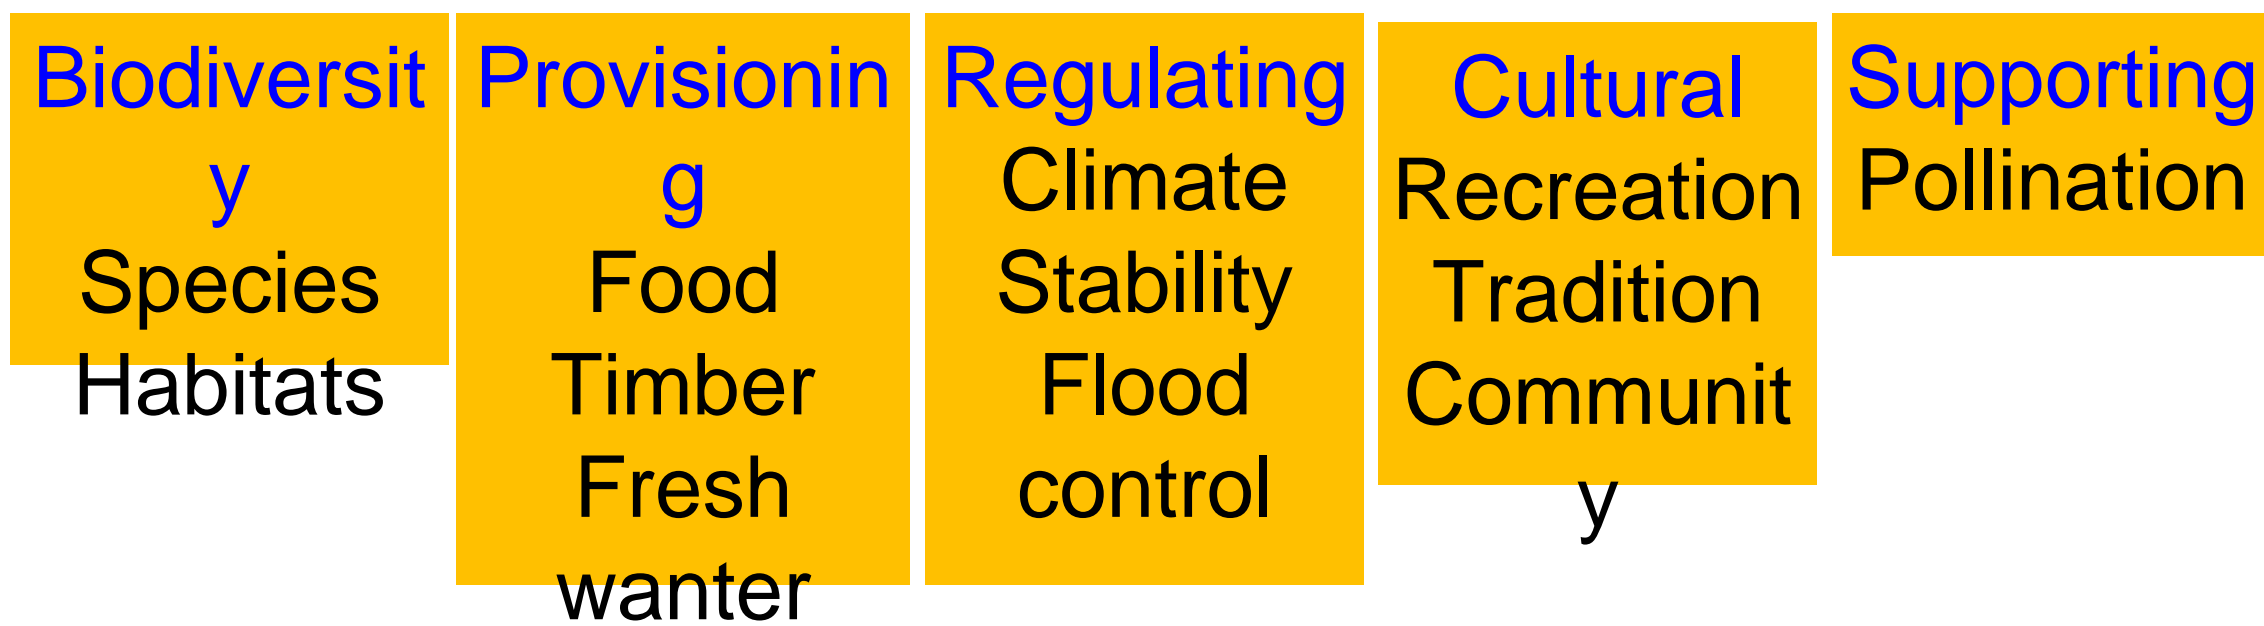 Biodiversit
y
Species
Habitats
Provisionin
g
Food
Timber
Fresh
wanter
Regulating
Climate
Stability
Flood
control
Cultural
Recreation
Tradition
Communit
y
Supporting
Pollination